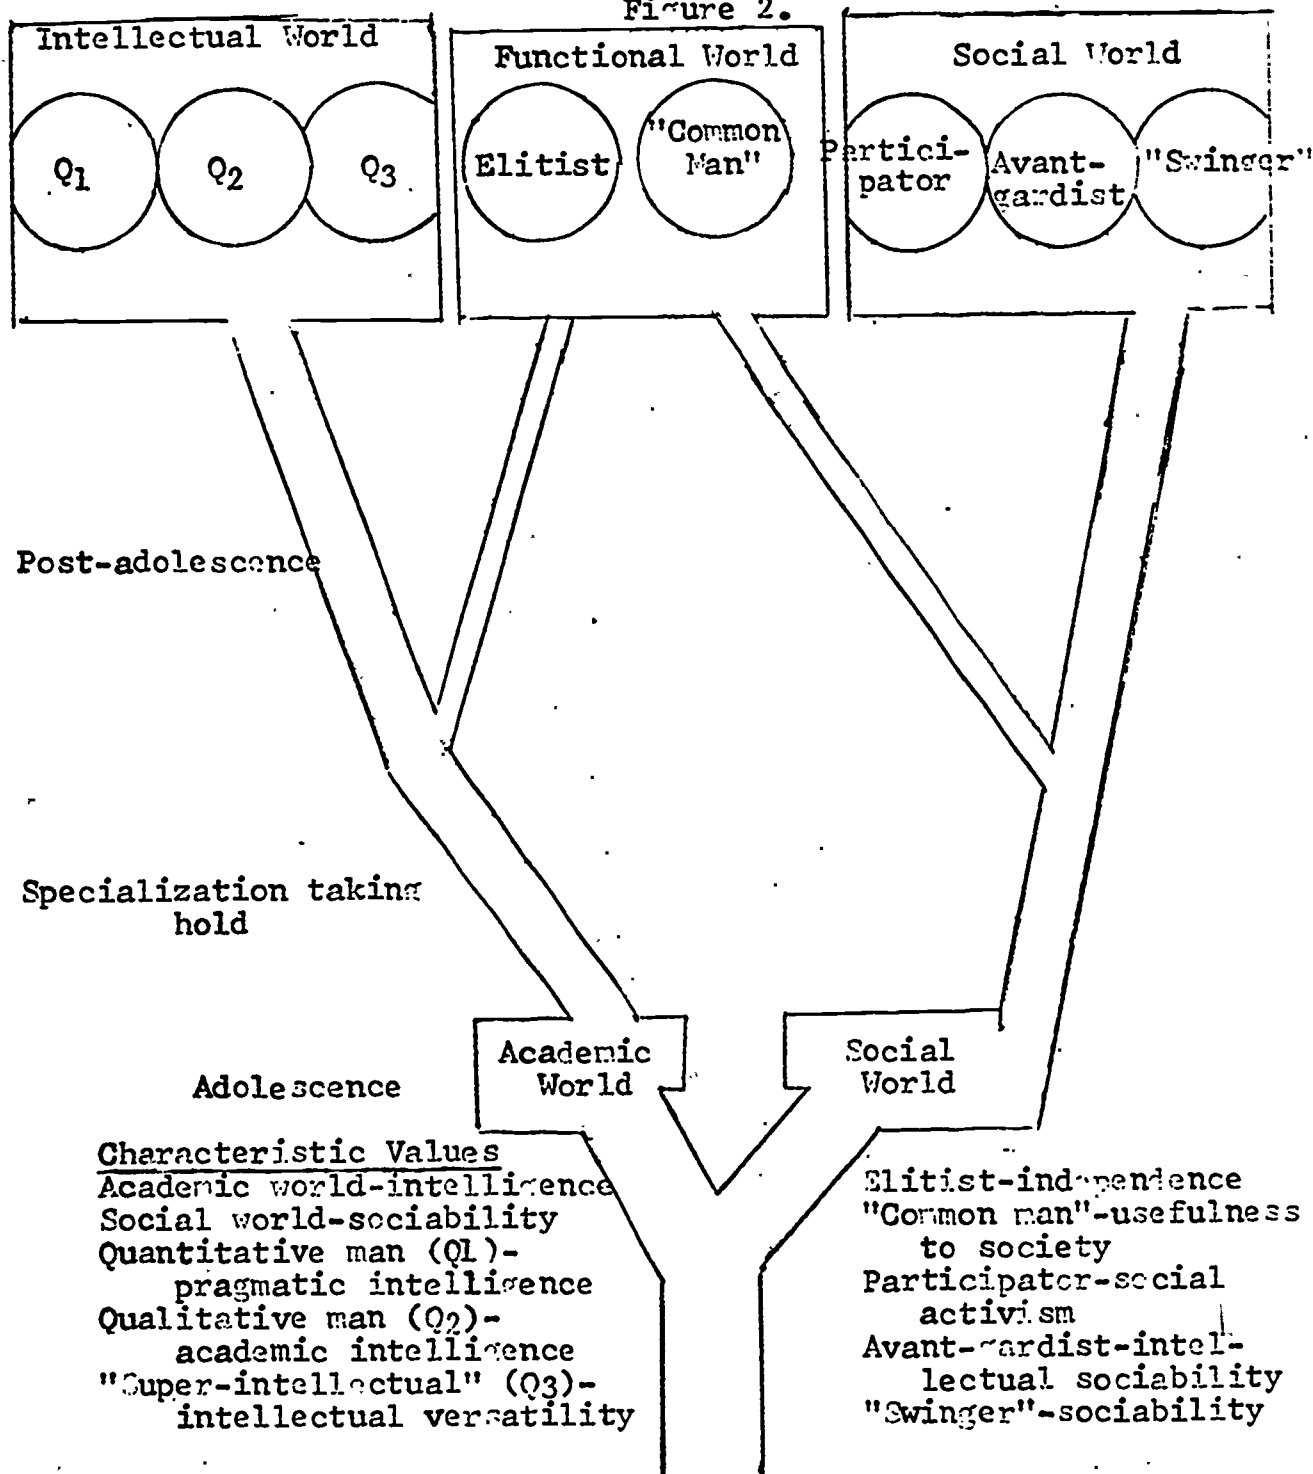 Figure 2.
Intellectual World
Functional World
Social World
Q1
Q2
Q3
Elitist
"Common
Man"
Partici-
pator
Avant-
gardist
"Swinger"
Post-adolescence
Specialization taking
hold
Academic
World
Social
World
Adolescence
Characteristic Values
Academic world-intelligence
Social world-sociability
Quantitative man (Q1)-
pragmatic intelligence
Qualitative man (Q2)-
academic intelligence
"Super-intellectual" (Q3)-
intellectual versatility
Elitist-independence
"Common man"-usefulness
to society
Participator-social
activism
Avant-gardist-intel-
lectual sociability
"Swinger"-sociability